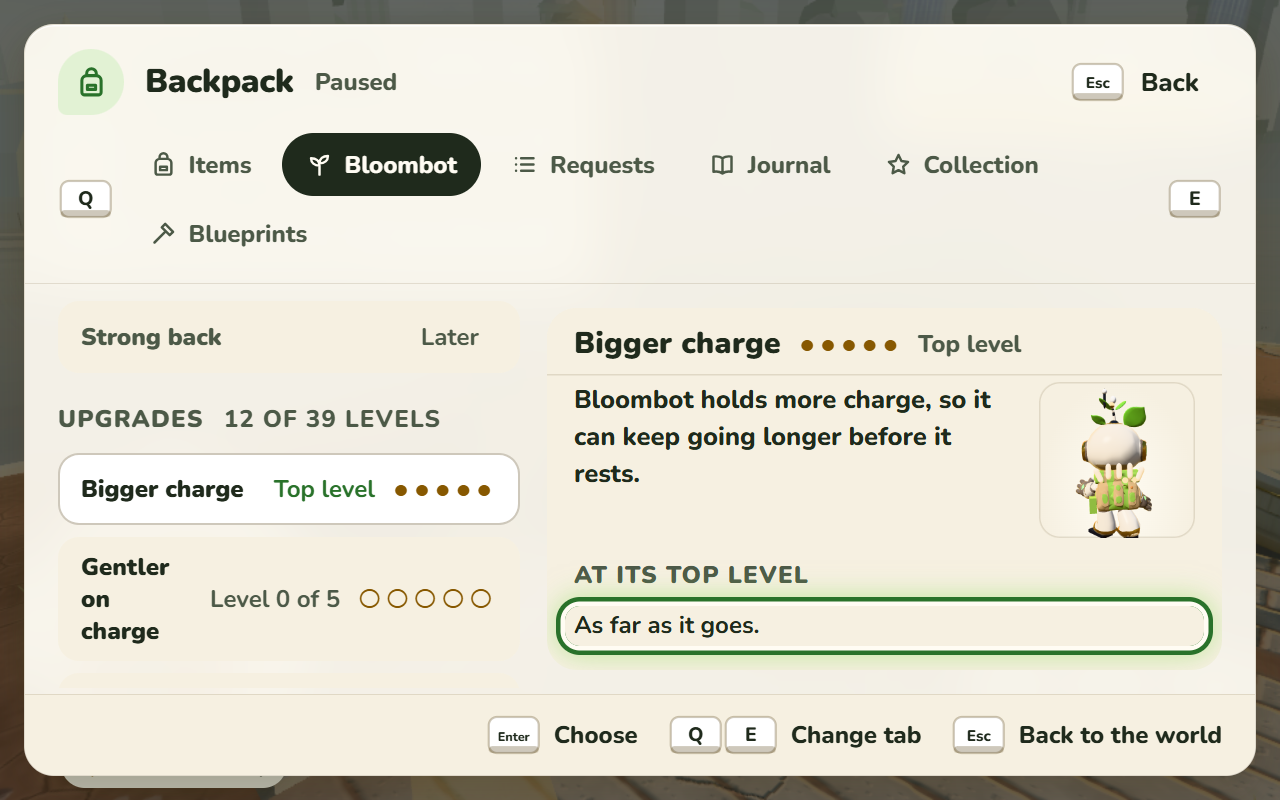 Backpack Paused
Esc Back
Items Bloombot Requests Journal Collection
Q
E
Blueprints
Strong back Later
UPGRADES 12 OF 39 LEVELS
Bigger charge Top level
Gentler
on
charge
Level 0 of 5
Bigger charge Top level
Bloombot holds more charge, so it
can keep going longer before it
rests.
AT ITS TOP LEVEL
As far as it goes.
Enter Choose Q E Change tab Esc Back to the world